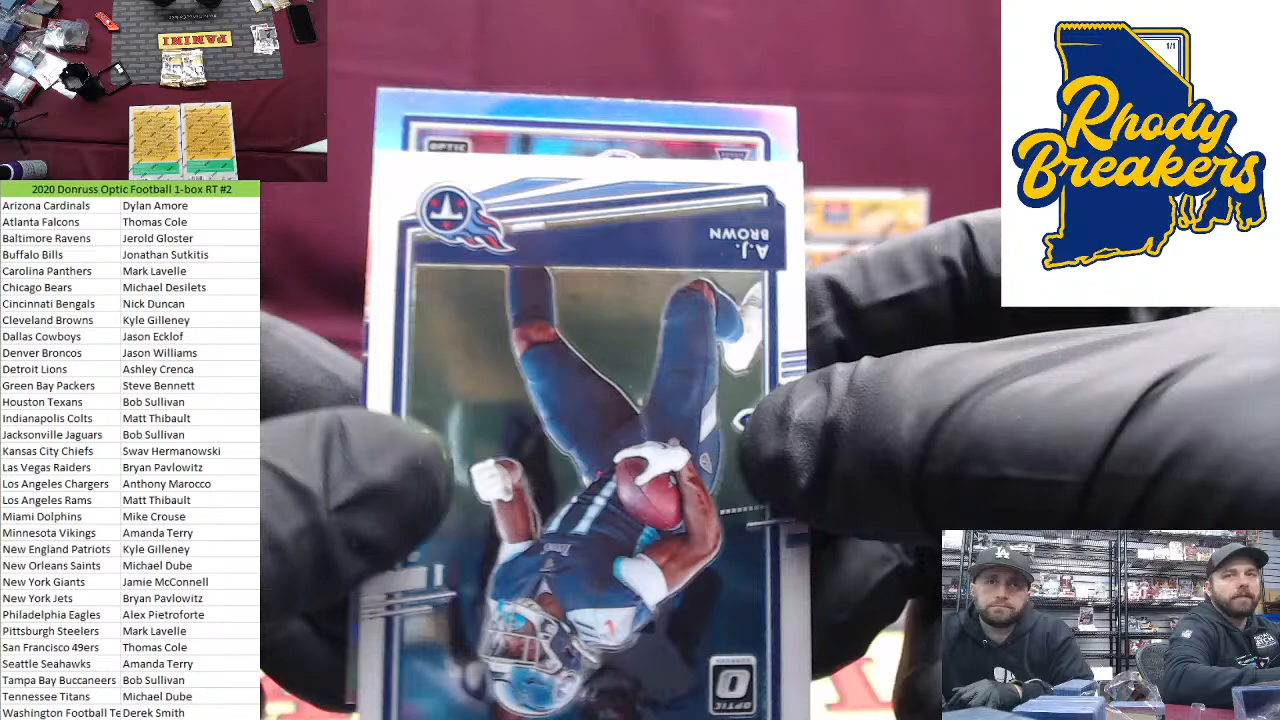 PANINI
2020 Donruss Optic Football 1-box RT #2
Arizona Cardinals Dylan Amore
Atlanta Falcons Thomas Cole
Baltimore Ravens Jerold Gloster
Buffalo Bills Jonathan Sutkitis
Carolina Panthers Mark Lavelle
Chicago Bears Michael Desilets
Cincinnati Bengals Nick Duncan
Cleveland Browns Kyle Gilleney
Dallas Cowboys Jason Ecklof
Denver Broncos Jason Williams
Detroit Lions Ashley Crenca
Green Bay Packers Steve Bennett
Houston Texans Bob Sullivan
Indianapolis Colts Matt Thibault
Jacksonville Jaguars Bob Sullivan
Kansas City Chiefs Swav Hermanowski
Las Vegas Raiders Bryan Pavlowitz
Los Angeles Chargers Anthony Marocco
Los Angeles Rams Matt Thibault
Miami Dolphins Mike Crouse
Minnesota Vikings Amanda Terry
New England Patriots Kyle Gilleney
New Orleans Saints Michael Dube
New York Giants Jamie McConnell
New York Jets Bryan Pavlowitz
Philadelphia Eagles Alex Pietroforte
Pittsburgh Steelers Mark Lavelle
San Francisco 49ers Thomas Cole
Seattle Seahawks Amanda Terry
Tampa Bay Buccaneers Bob Sullivan
Tennessee Titans Michael Dube
Washington Football Te Derek Smith
OPTIC
A.J.
BROWN
11
DONRUSS
OPTIC
1/1
Rhody
Breakers
LA